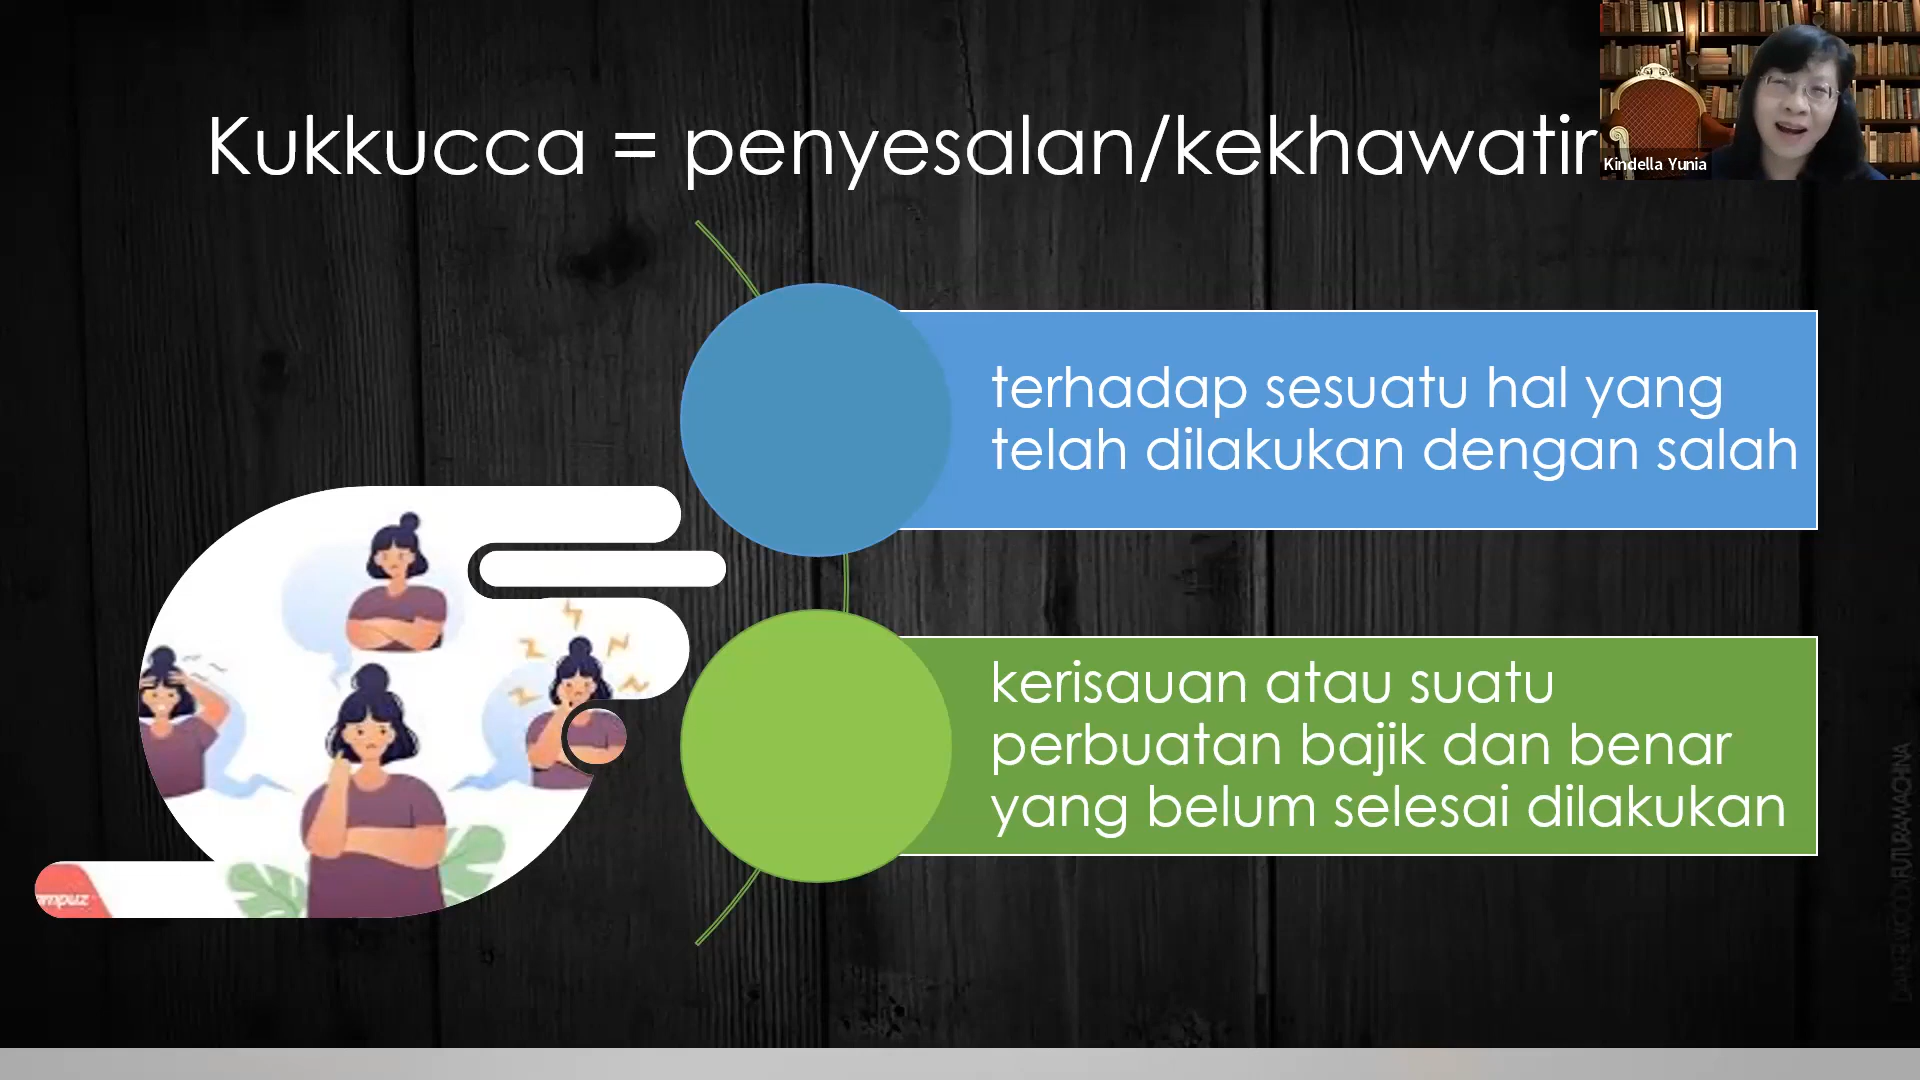 Kukkucca = penyesalan/kekhawatir
Kindella Yunia
terhadap sesuatu hal yang
telah dilakukan dengan salah
kerisauan atau suatu
perbuatan bajik dan benar
yang belum selesai dilakukan
mpuz